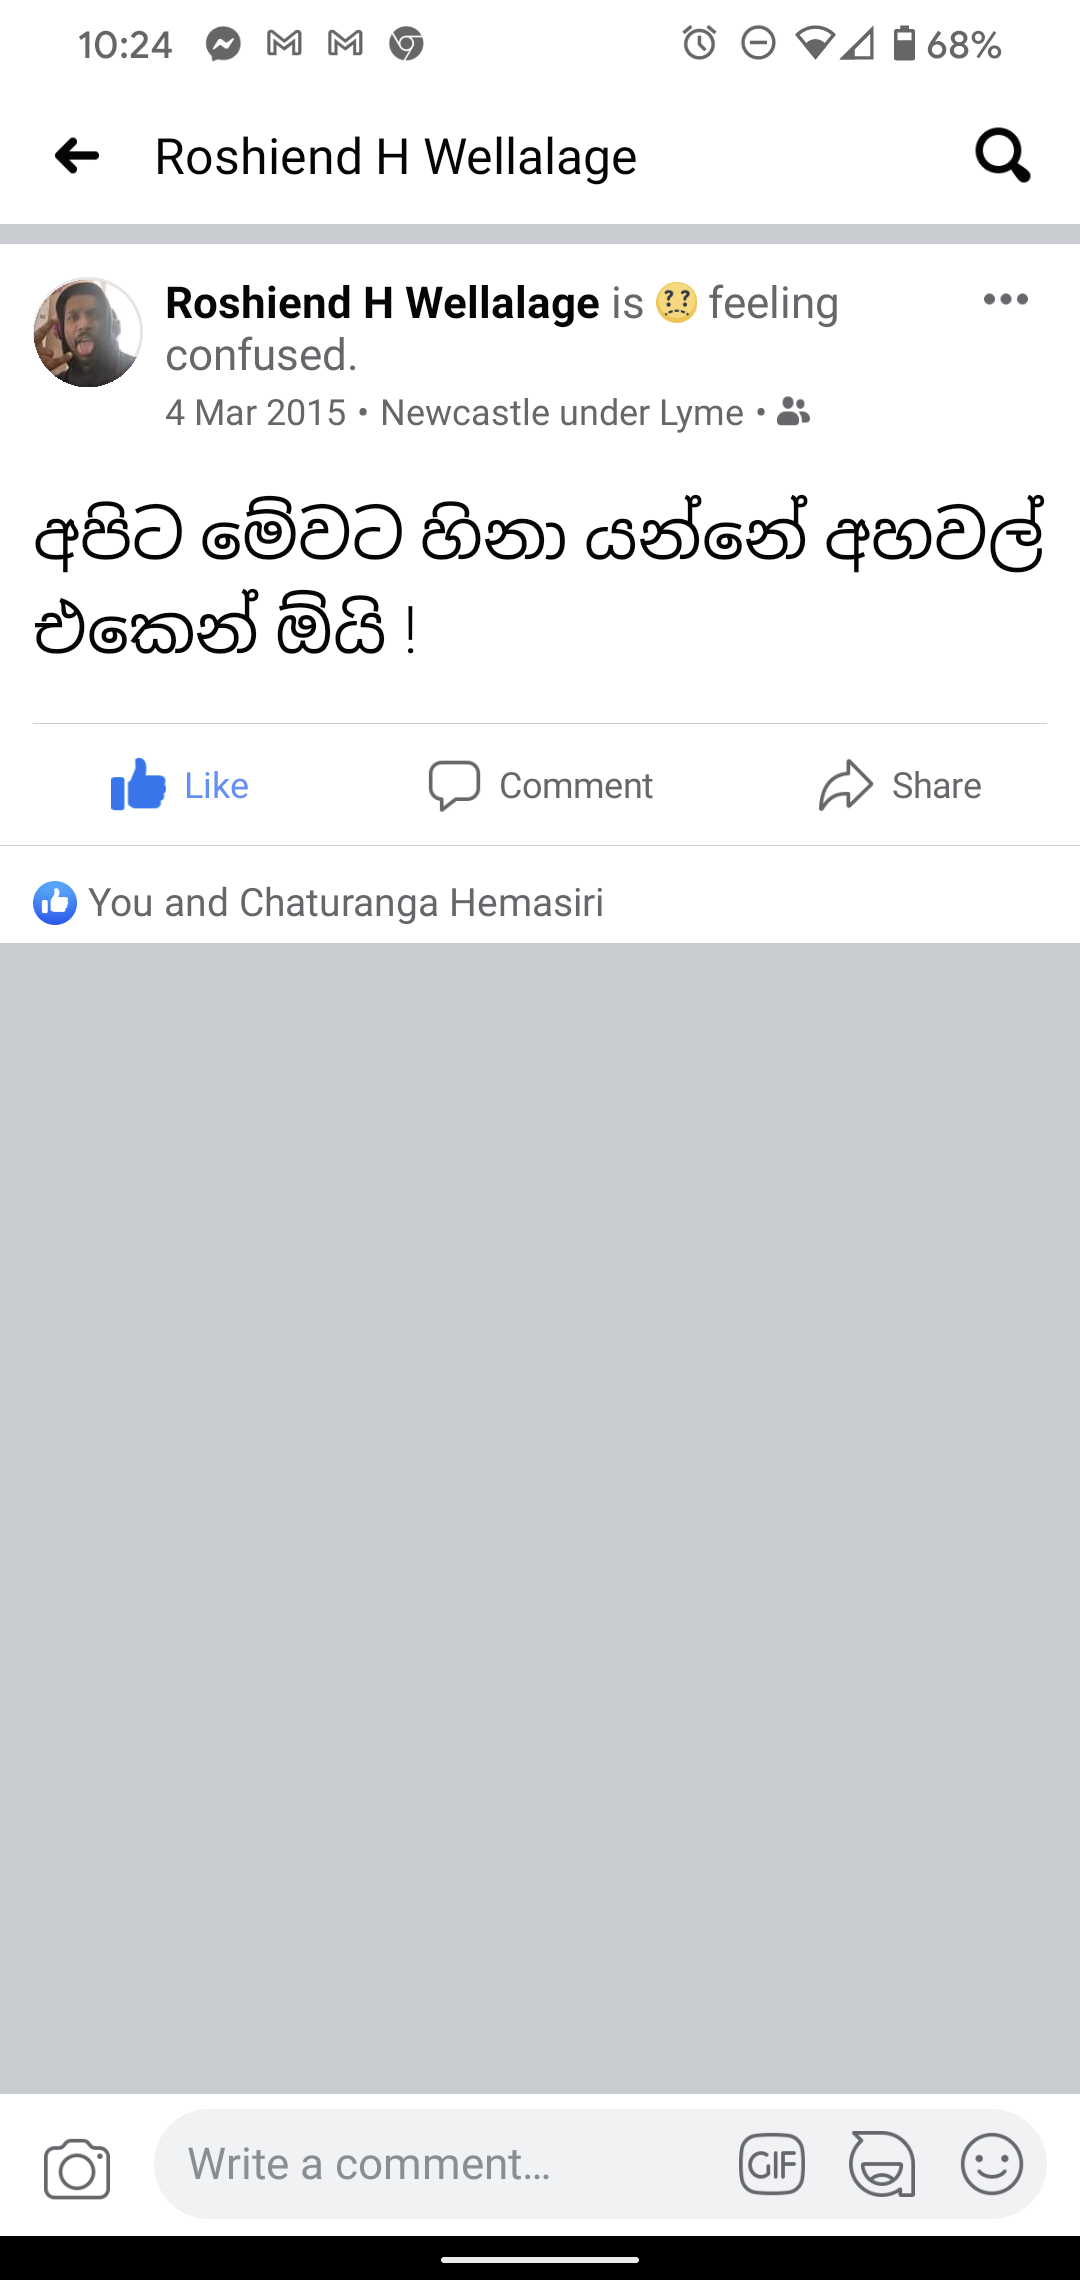 10:24 68%
Roshiend H Wellalage
Roshiend H Wellalage is feeling
confused.
4 Mar 2015 • Newcastle under Lyme •
අපිට මේවට හිනා යන්නේ අහවල්
එකෙන් ඕයි !
Like Comment Share
You and Chaturanga Hemasiri
Write a comment... GIF